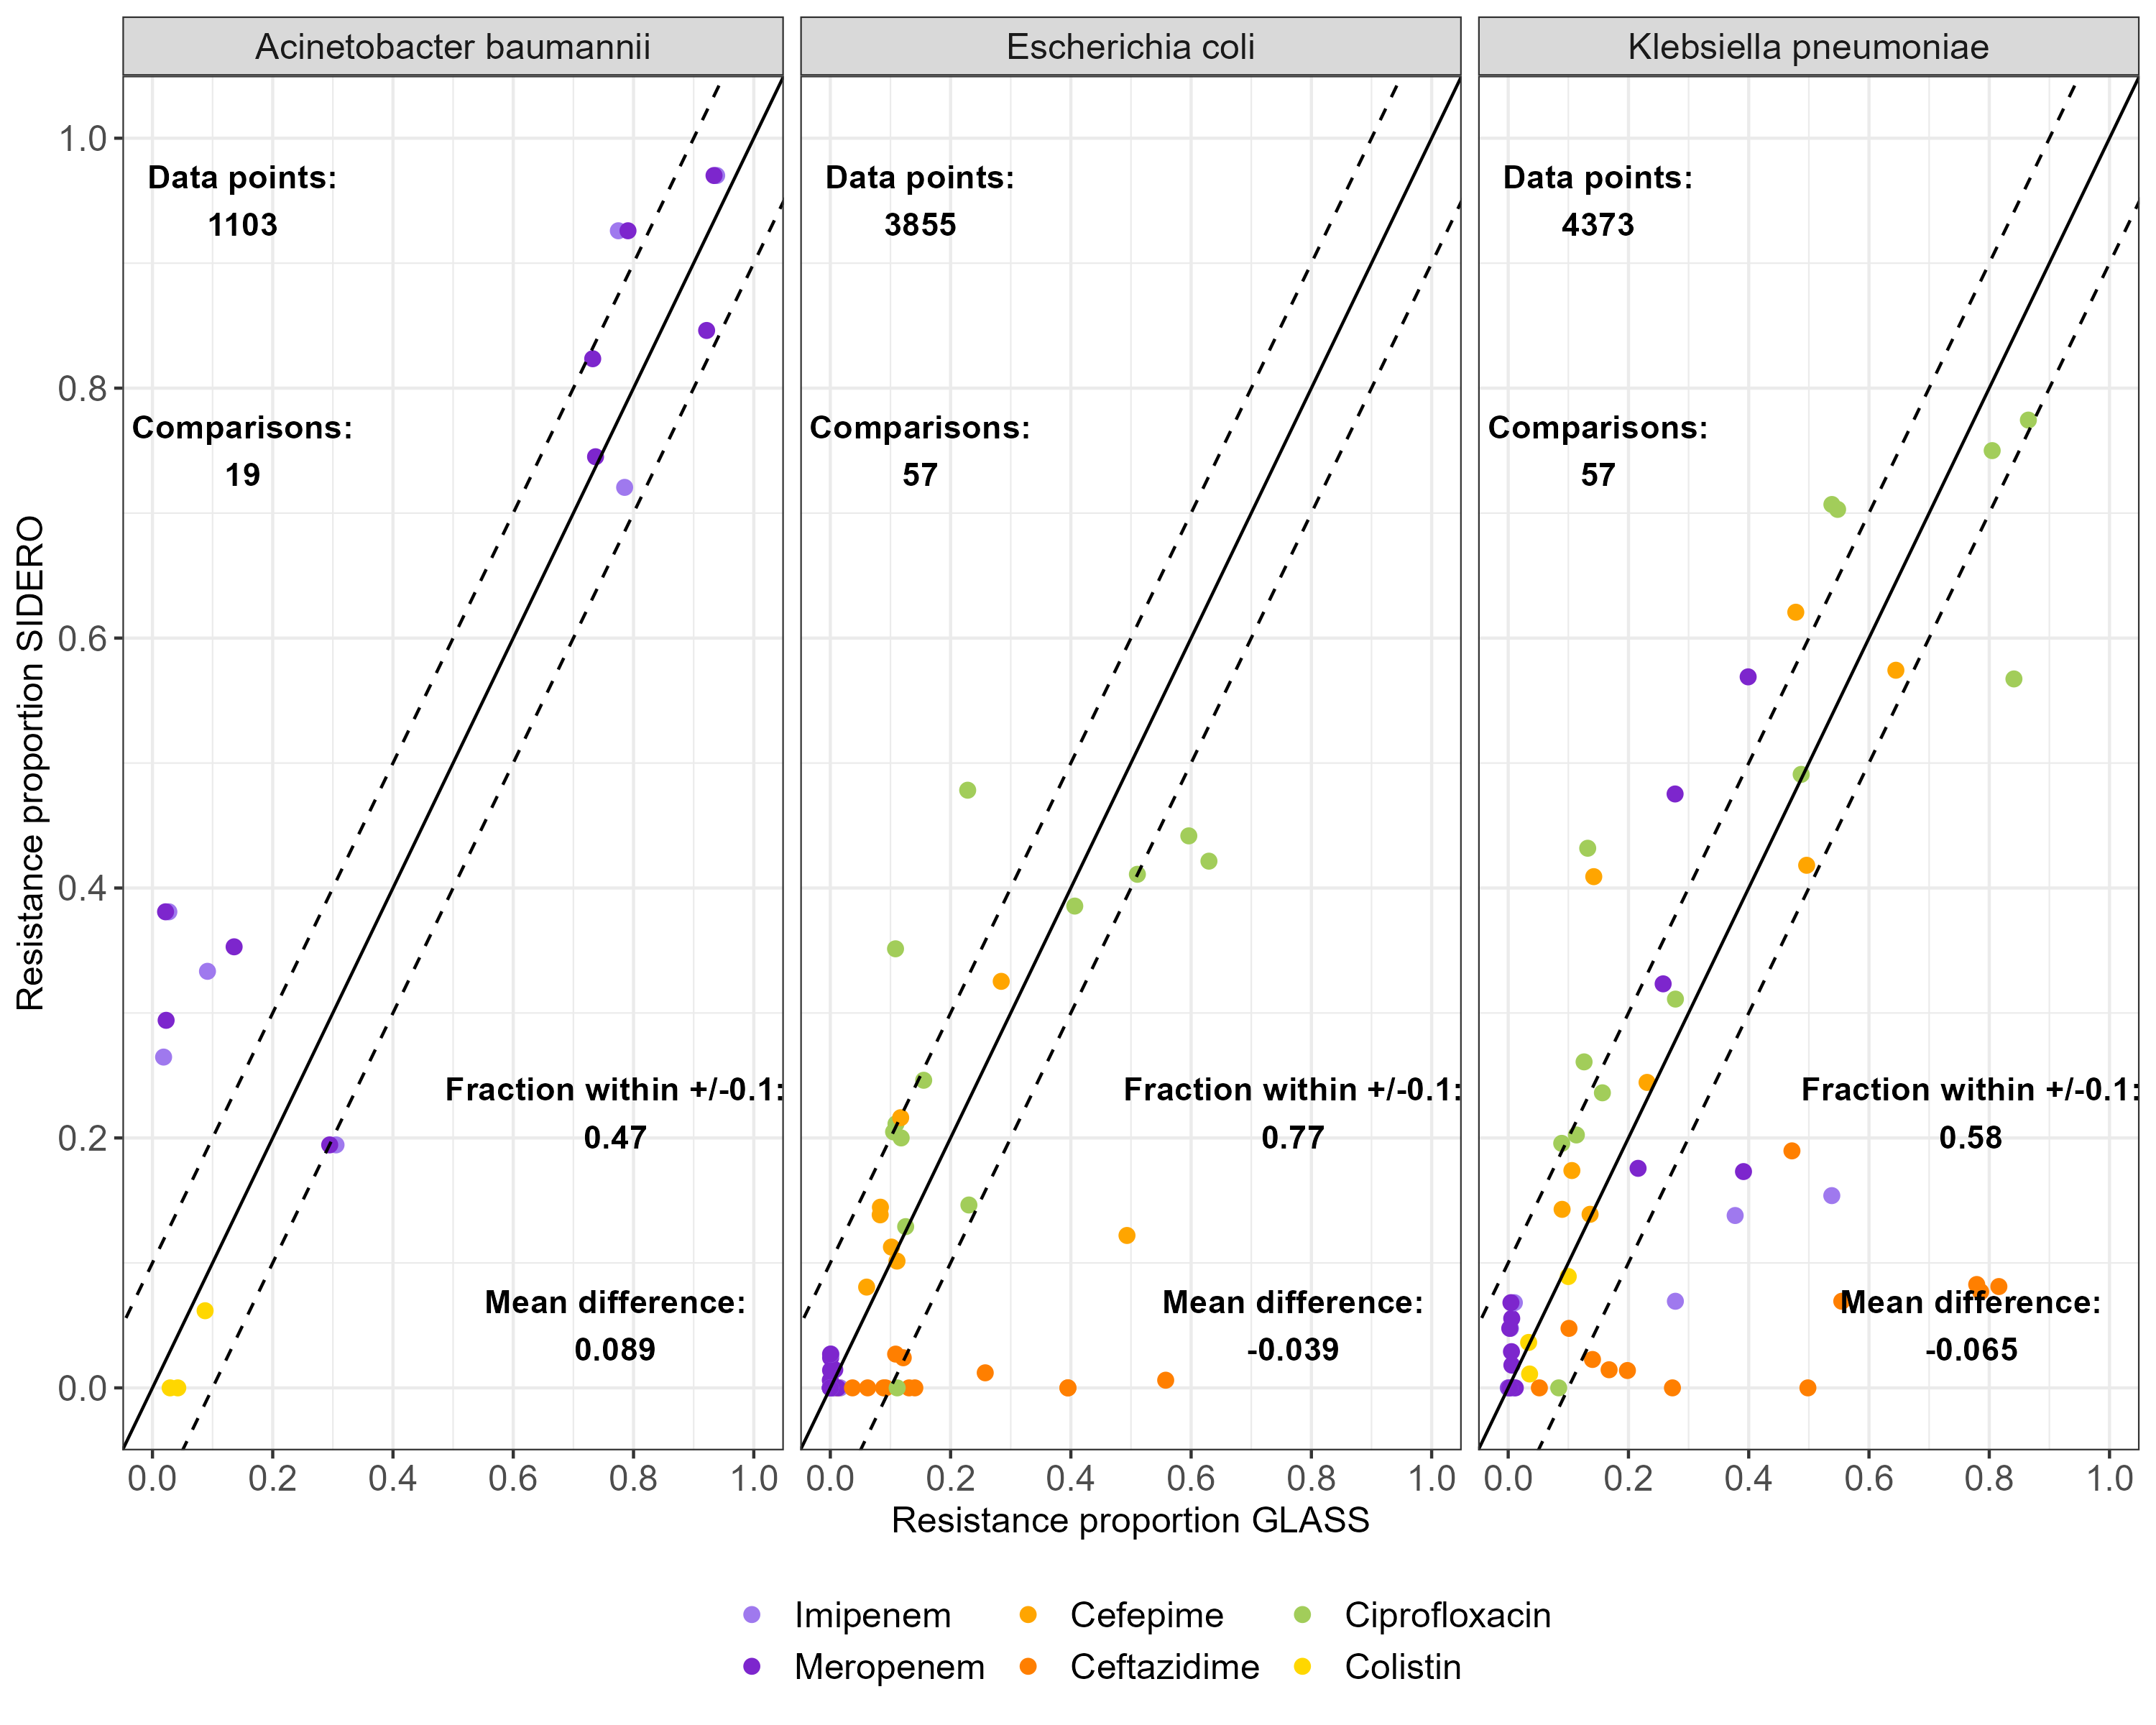 Acinetobacter baumannii
Escherichia coli
Klebsiella pneumoniae
Resistance proportion SIDERO
1.0
0.8
0.6
0.4
0.2
0.0
Data points:
1103
Comparisons:
19
Fraction within +/-0.1:
0.47
Mean difference:
0.089
Data points:
3855
Comparisons:
57
Fraction within +/-0.1:
0.77
Mean difference:
-0.039
Data points:
4373
Comparisons:
57
Fraction within +/-0.1:
0.58
Mean difference:
-0.065
0.0 0.2 0.4 0.6 0.8 1.0
0.0 0.2 0.4 0.6 0.8 1.0
0.0 0.2 0.4 0.6 0.8 1.0
Resistance proportion GLASS
Imipenem Cefepime Ciprofloxacin
Meropenem Ceftazidime Colistin